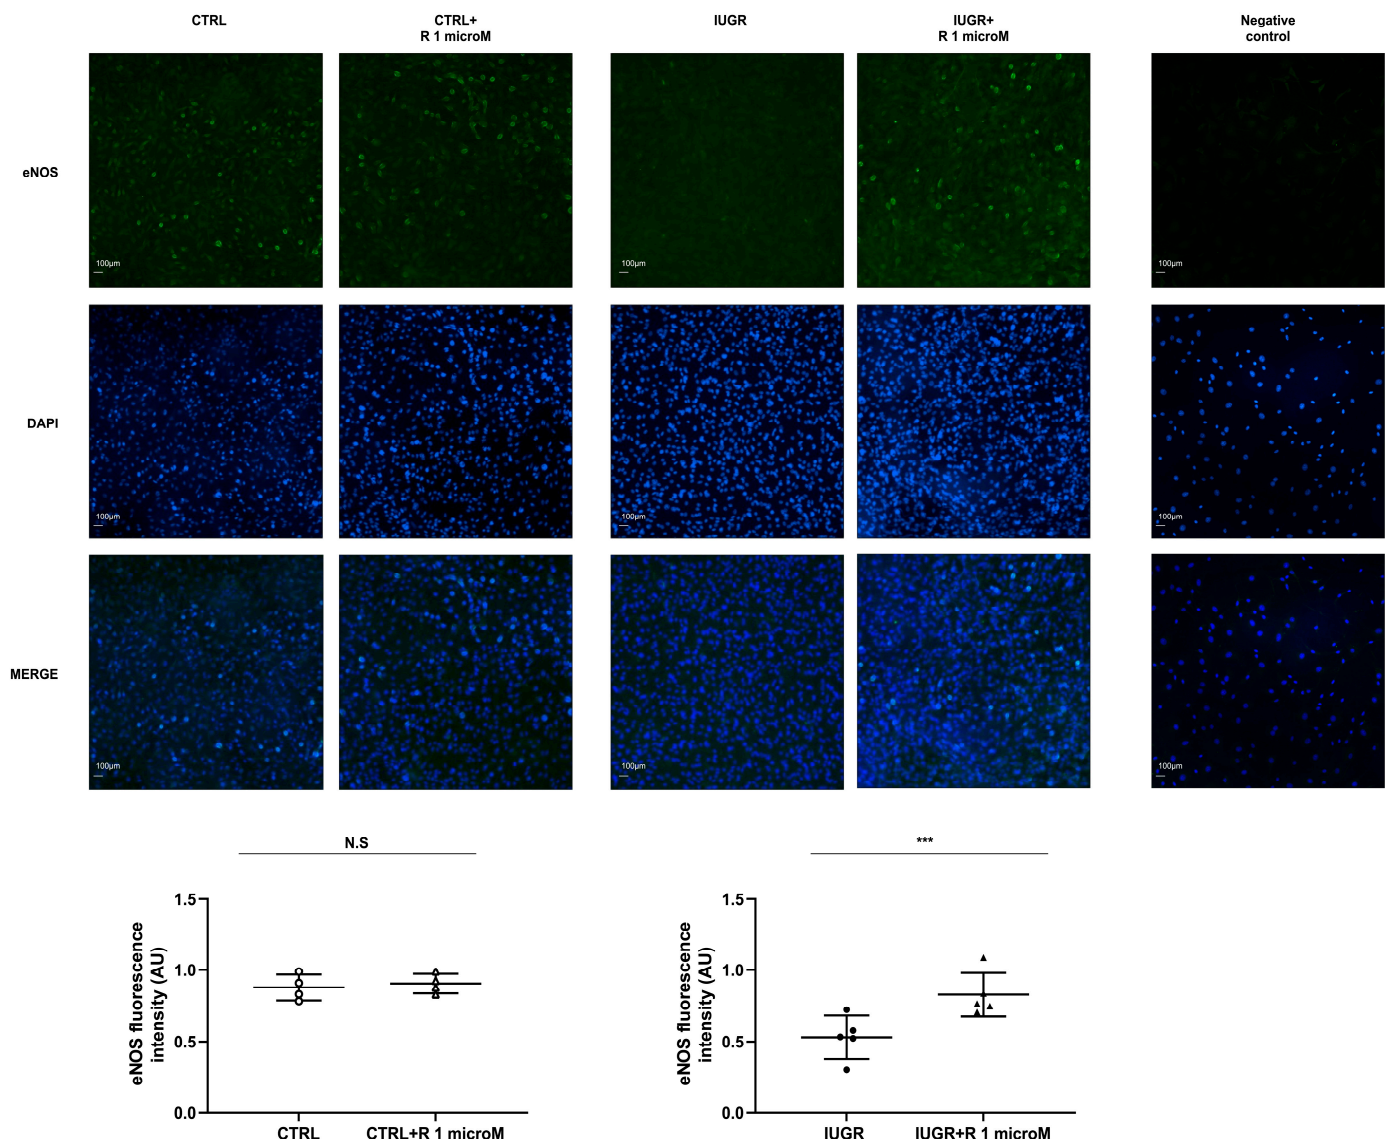 CTRL
CTRL+
R 1 microM
IUGR
IUGR+
R 1 microM
Negative
control
eNOS
100µm
100µm
100µm
100µm
DAPI
100µm
100µm
100µm
MERGE
100µm
100µm
100µm
N.S
***
eNOS fluorescence
intensity (AU)
1.5
1.0
0.5
0.0
CTRL
CTRL+R 1 microM
eNOS fluorescence
intensity (AU)
1.5
1.0
0.5
0.0
IUGR
IUGR+R 1 microM